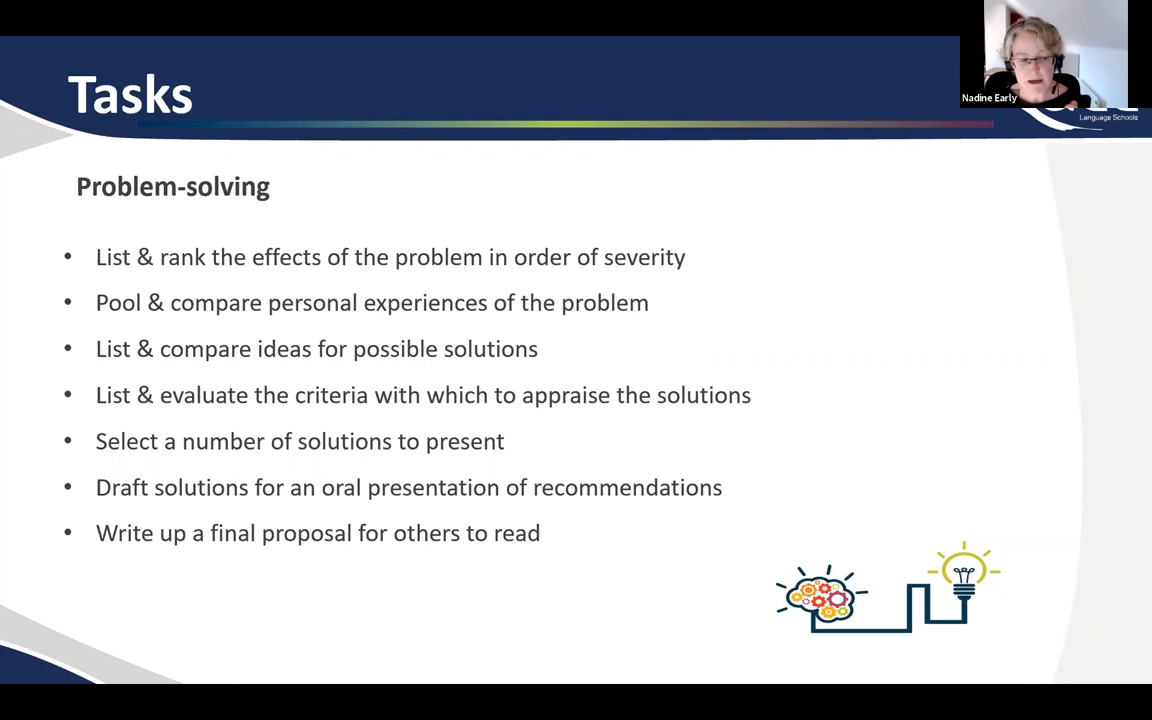 Tasks
Nadine Early
Language Schools
Problem-solving
• List & rank the effects of the problem in order of severity
• Pool & compare personal experiences of the problem
• List & compare ideas for possible solutions
• List & evaluate the criteria with which to appraise the solutions
• Select a number of solutions to present
• Draft solutions for an oral presentation of recommendations
• Write up a final proposal for others to read